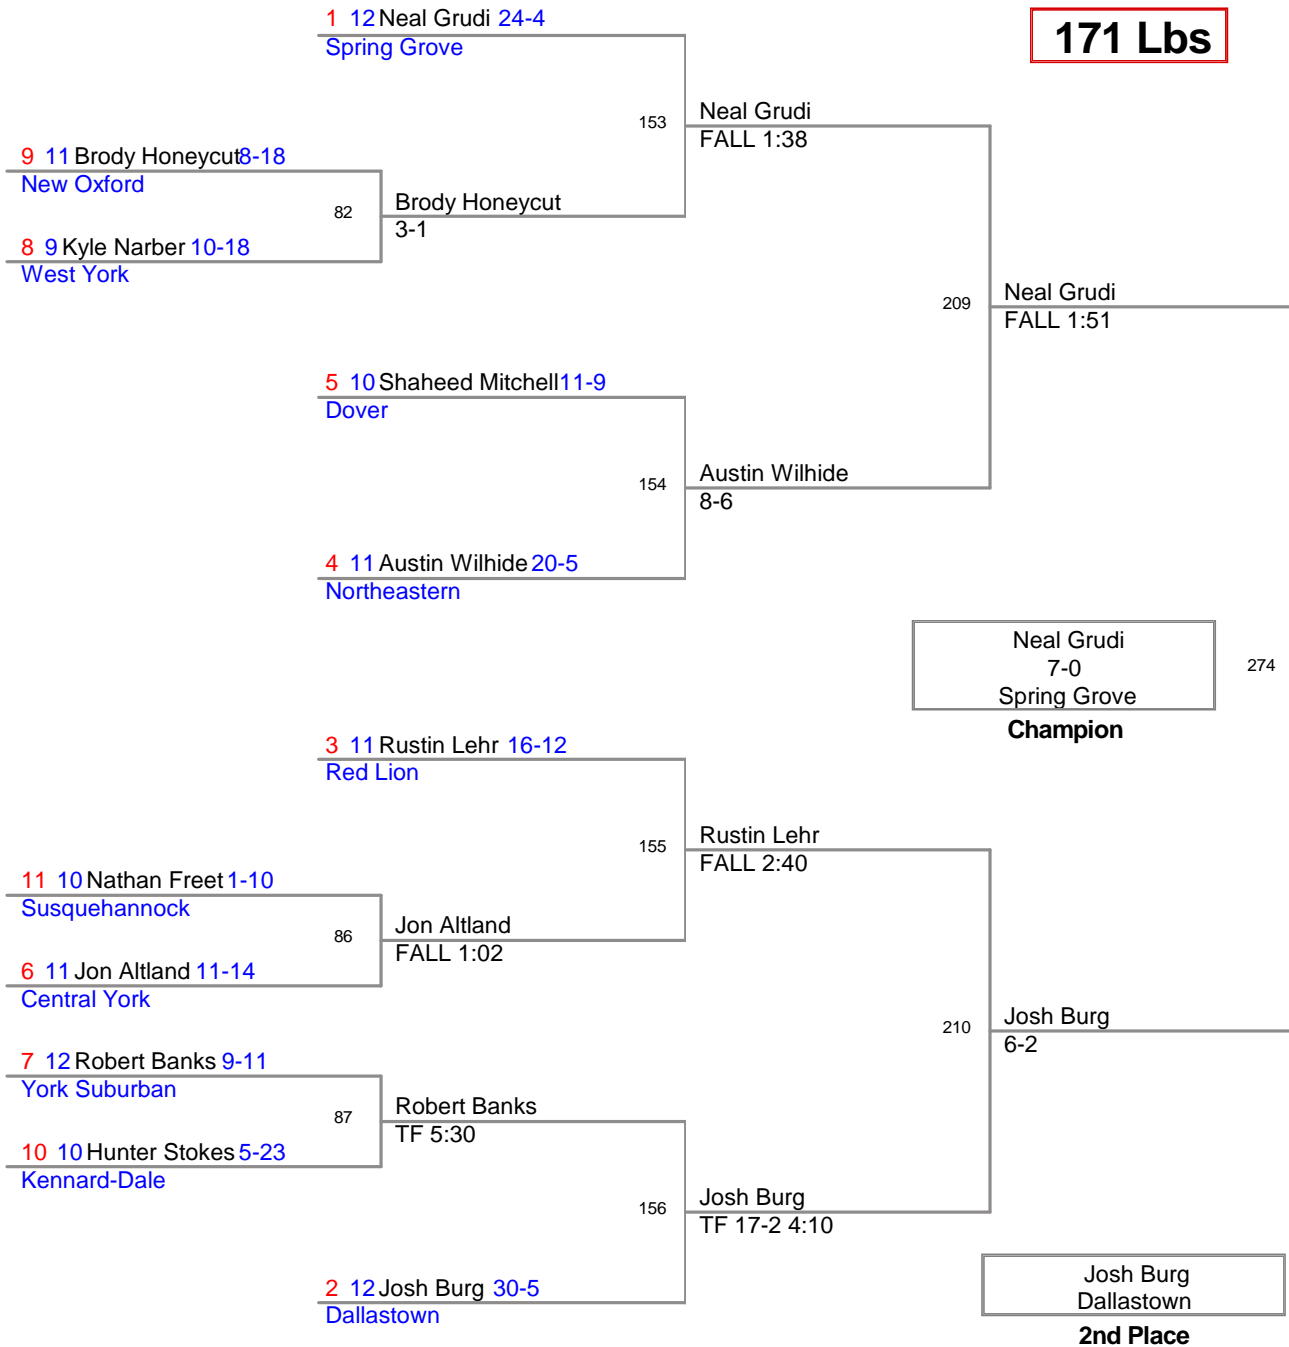 1 12 Neal Grudi 24-4
Spring Grove
171 Lbs
153
Neal Grudi
FALL 1:38
9 11 Brody Honeycut 8-18
New Oxford
82
Brody Honeycut
3-1
8 9 Kyle Narber 10-18
West York
209
Neal Grudi
FALL 1:51
5 10 Shaheed Mitchell 11-9
Dover
154
Austin Wilhide
8-6
4 11 Austin Wilhide 20-5
Northeastern
Neal Grudi
7-0
Spring Grove
274
Champion
3 11 Rustin Lehr 16-12
Red Lion
155
Rustin Lehr
FALL 2:40
11 10 Nathan Freet 1-10
Susquehannock
86
Jon Altland
FALL 1:02
6 11 Jon Altland 11-14
Central York
210
Josh Burg
6-2
7 12 Robert Banks 9-11
York Suburban
87
Robert Banks
TF 5:30
10 10 Hunter Stokes 5-23
Kennard-Dale
156
Josh Burg
TF 17-2 4:10
2 12 Josh Burg 30-5
Dallastown
Josh Burg
Dallastown
2nd Place